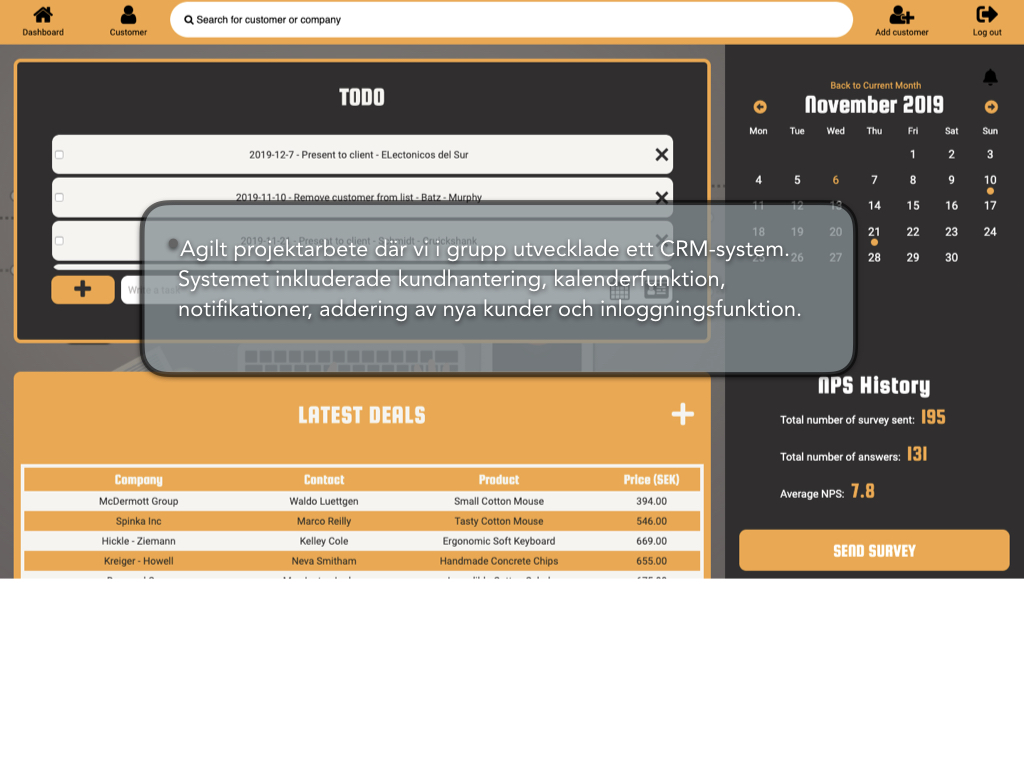 Dashboard
Customer
Search for customer or company
Add customer
Log out
TODO
2019-12-7 - Present to client - ELectonicos del Sur
2019-11-10 - Remove customer from list - Batz - Murphy
2019-11-21 - Present to client - Schmidt - Cruickshank
Write a task
Agilt projektarbete där vi i grupp utvecklade ett CRM-system.
Systemet inkluderade kundhantering, kalenderfunktion,
notifikationer, addering av nya kunder och inloggningsfunktion.
Back to Current Month
November 2019
Mon Tue Wed Thu Fri Sat Sun
1 2 3
4 5 6 7 8 9 10
11 12 13 14 15 16 17
18 19 20 21 22 23 24
25 26 27 28 29 30
LATEST DEALS
Company Contact Product Price (SEK)
McDermott Group Waldo Luettgen Small Cotton Mouse 394.00
Spinka Inc Marco Reilly Tasty Cotton Mouse 546.00
Hickle - Ziemann Kelley Cole Ergonomic Soft Keyboard 669.00
Kreiger - Howell Neva Smitham Handmade Concrete Chips 655.00
NPS History
Total number of survey sent: 195
Total number of answers: 131
Average NPS: 7.8
SEND SURVEY